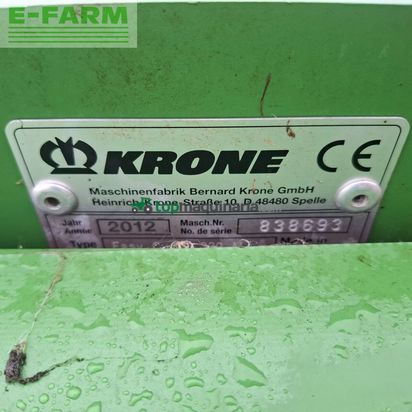 E-FARM
KRONE CE
Maschinenfabrik Bernard Krone GmbH
Heinrich-Krone-Straße 10, D 48480 Spelle
Jahr 2012 Masch.Nr. 838693
Année No. de série
topmaquinaria
Type